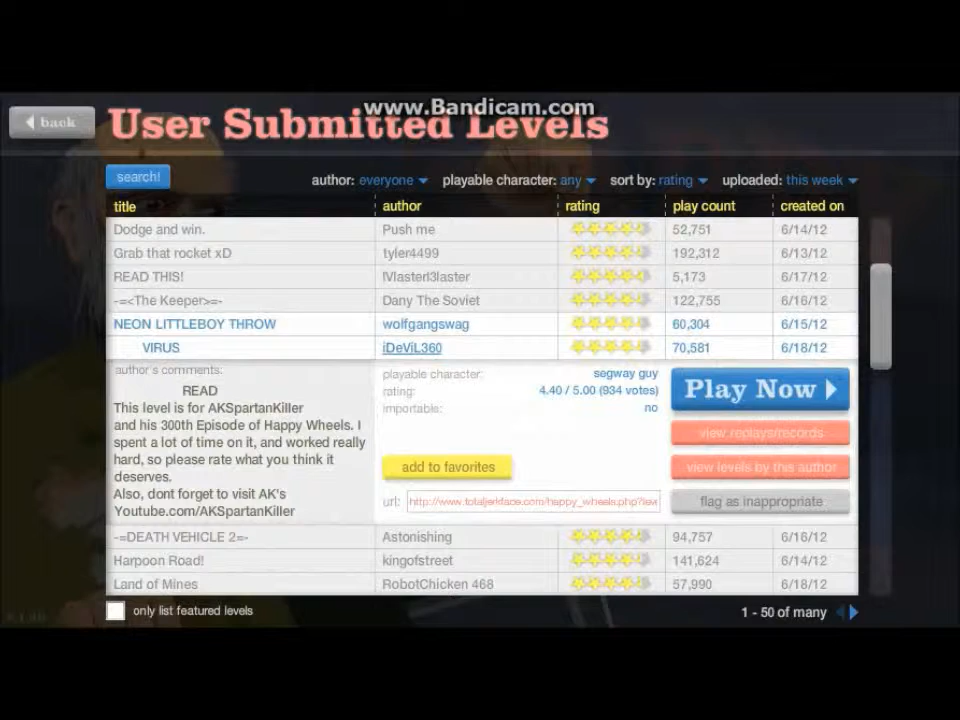 www.Bandicam.com
back
User Submitted Levels
search!
author: everyone playable character: any sort by: rating uploaded: this week
title author rating play count created on
Dodge and win. Push me 52,751 6/14/12
Grab that rocket xD tyler4499 192,312 6/13/12
READ THIS! lVlasterl3laster 5,173 6/17/12
-=<The Keeper>=- Dany The Soviet 122,755 6/16/12
NEON LITTLEBOY THROW wolfgangswag 60,304 6/15/12
VIRUS iDeViL360 70,581 6/18/12
author's comments:
READ
This level is for AKSpartanKiller
and his 300th Episode of Happy Wheels. I
spent a lot of time on it, and worked really
hard, so please rate what you think it
deserves.
Also, dont forget to visit AK's
Youtube.com/AKSpartanKiller
playable character: segway guy
rating: 4.40 / 5.00 (934 votes)
importable: no
add to favorites
url: http://www.totaljerkface.com/happy_wheels.php?leve
Play Now
view replays/records
view levels by this author
flag as inappropriate
-=DEATH VEHICLE 2=- Astonishing 94,757 6/16/12
Harpoon Road! kingofstreet 141,624 6/14/12
Land of Mines RobotChicken 468 57,990 6/18/12
only list featured levels
1 - 50 of many